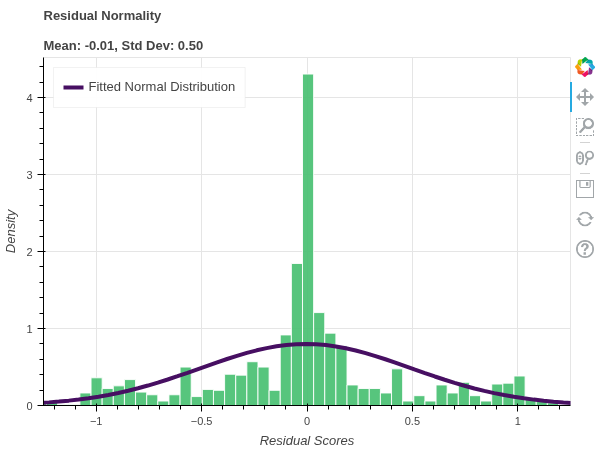 Residual Normality
Mean: -0.01, Std Dev: 0.50
Fitted Normal Distribution
4
3
2
1
0
Density
−1
−0.5
0
0.5
1
Residual Scores